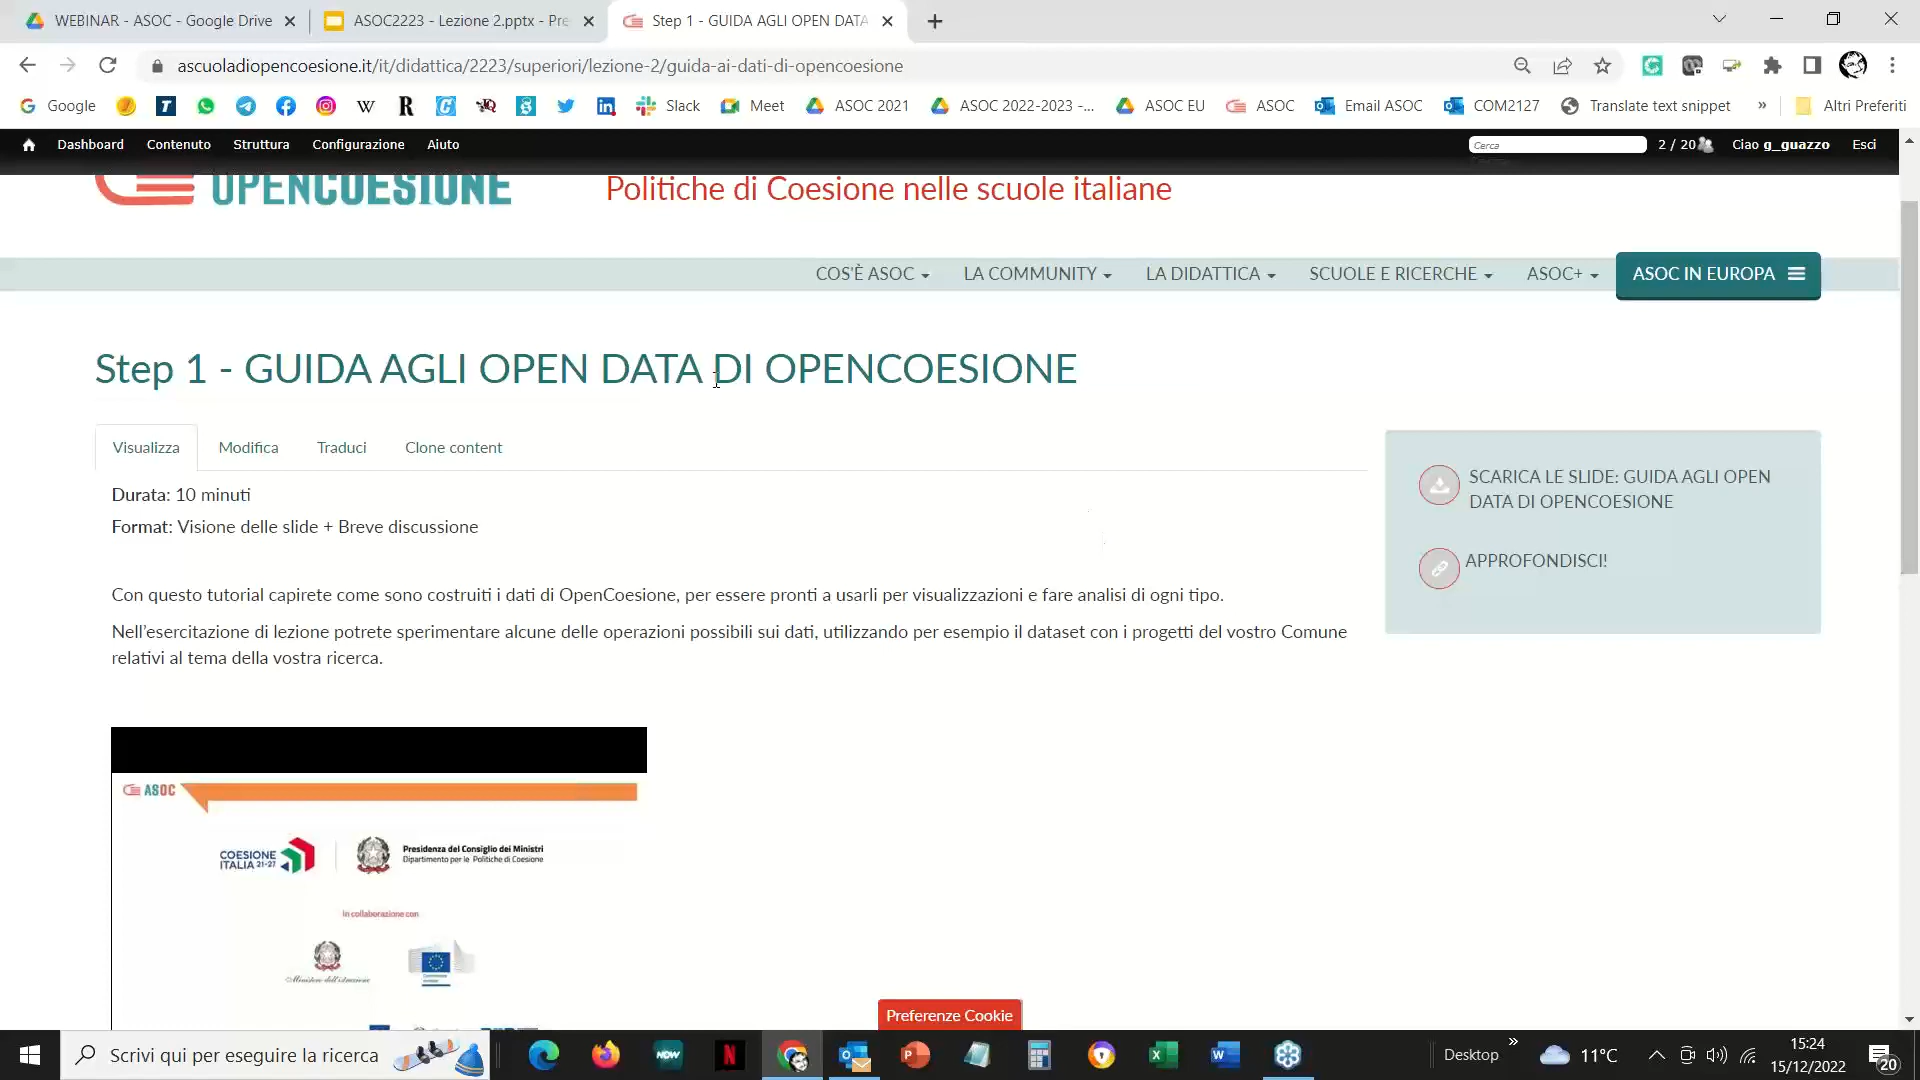 WEBINAR - ASOC - Google Drive
ASOC2223 - Lezione 2.pptx - Pre
Step 1 - GUIDA AGLI OPEN DATA
ascuoladiopencoesione.it/it/didattica/2223/superiori/lezione-2/guida-ai-dati-di-opencoesione
Google
Slack
Meet
ASOC 2021
ASOC 2022-2023 -...
ASOC EU
ASOC
Email ASOC
COM2127
Translate text snippet
»
Altri Preferiti
Dashboard
Contenuto
Struttura
Configurazione
Aiuto
Cerca
2 / 20
Ciao g_guazzo
Esci
OPENCOESIONE
Politiche di Coesione nelle scuole italiane
COS'È ASOC
LA COMMUNITY
LA DIDATTICA
SCUOLE E RICERCHE
ASOC+
ASOC IN EUROPA
Step 1 - GUIDA AGLI OPEN DATA DI OPENCOESIONE
Visualizza
Modifica
Traduci
Clone content
Durata: 10 minuti
Format: Visione delle slide + Breve discussione
Con questo tutorial capirete come sono costruiti i dati di OpenCoesione, per essere pronti a usarli per visualizzazioni e fare analisi di ogni tipo.
Nell'esercitazione di lezione potrete sperimentare alcune delle operazioni possibili sui dati, utilizzando per esempio il dataset con i progetti del vostro Comune
relativi al tema della vostra ricerca.
SCARICA LE SLIDE: GUIDA AGLI OPEN
DATA DI OPENCOESIONE
APPROFONDISCI!
ASOC
COESIONE
ITALIA 21-27
Presidenza del Consiglio dei Ministri
Dipartimento per le Politiche di Coesione
In collaborazione con
Ministero dell'istruzione
Preferenze Cookie
Scrivi qui per eseguire la ricerca
NOW
Desktop
»
11°C
15:24
15/12/2022
20